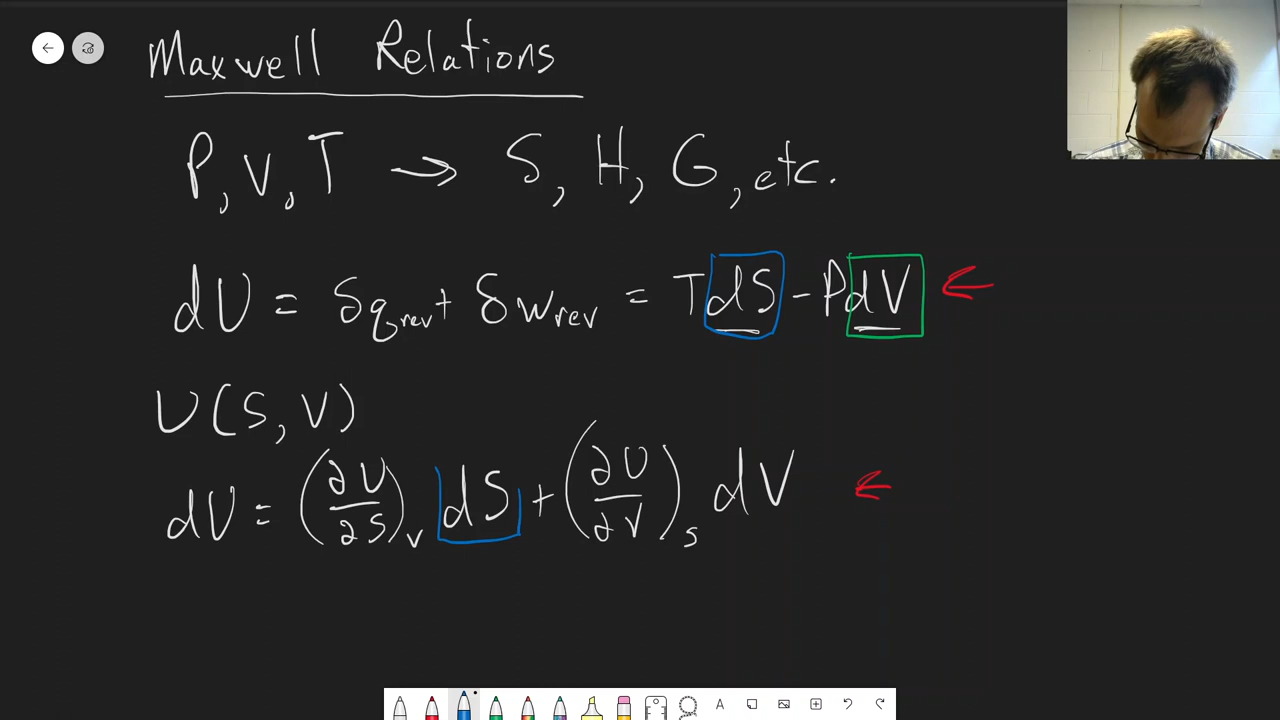 Maxwell Relations
P, V, T → S, H, G, etc.
dU = δq_rev + δw_rev = TdS - PdV ←
U(S, V)
dU = (∂U/∂S)_V dS + (∂U/∂V)_S dV ←
A